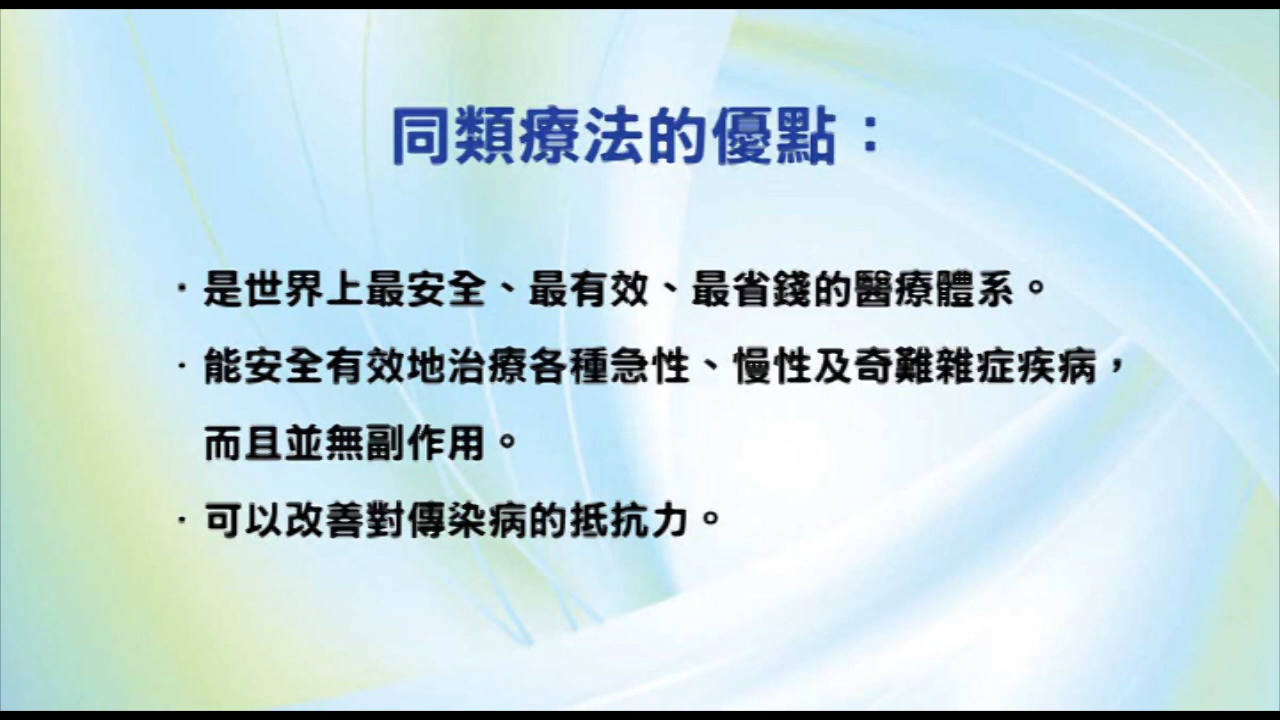 同類療法的優點：
·是世界上最安全、最有效、最省錢的醫療體系。
·能安全有效地治療各種急性、慢性及奇難雜症疾病，
而且並無副作用。
·可以改善對傳染病的抵抗力。